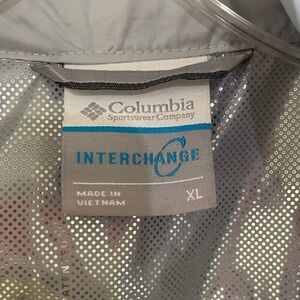 Columbia
Sportswear Company
INTERCHANGE
MADE IN
VIETNAM
XL